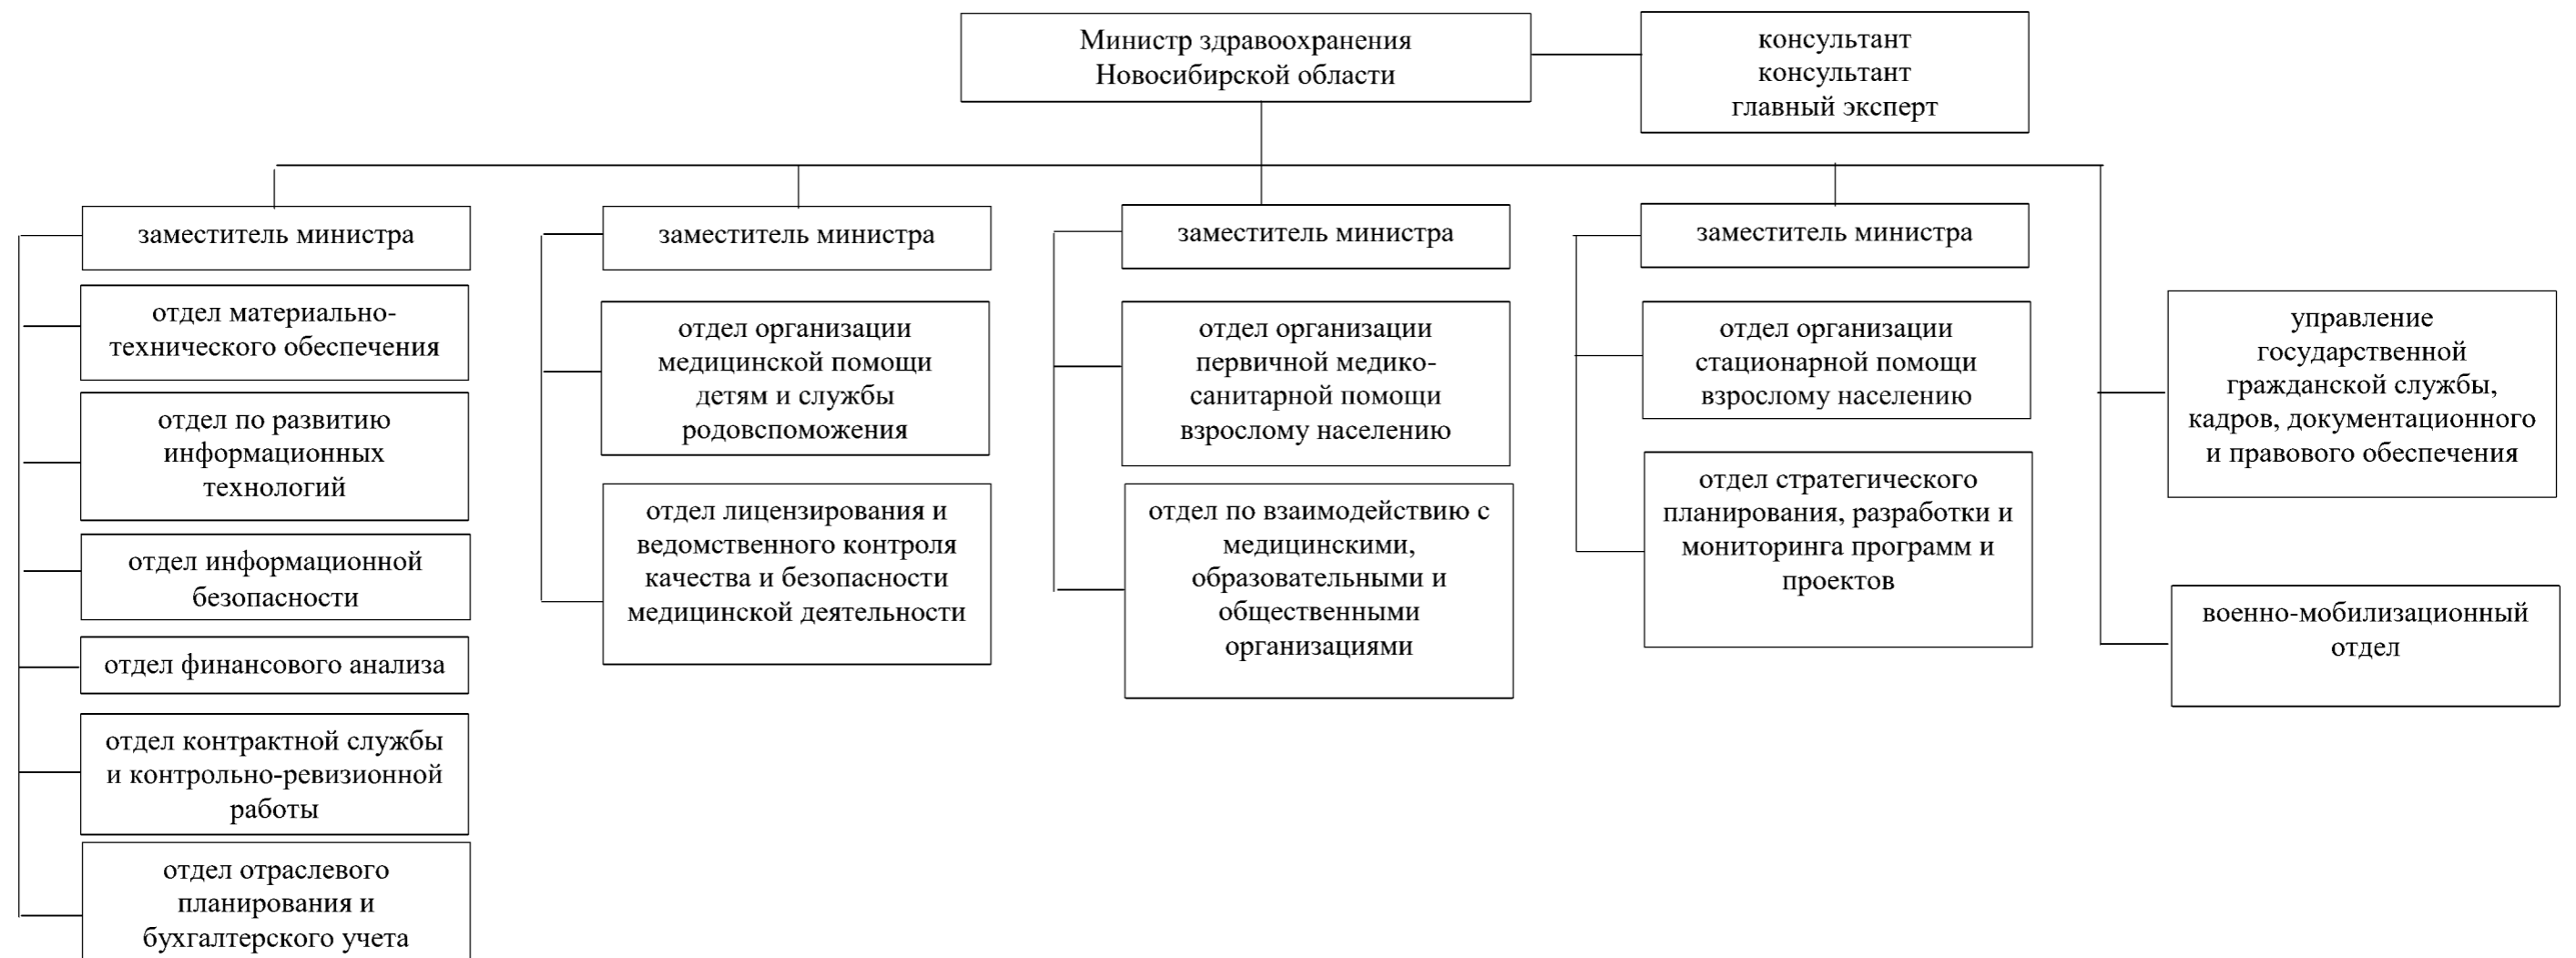 Министр здравоохранения
Новосибирской области
консультант
консультант
главный эксперт
заместитель министра
отдел материально-
технического обеспечения
отдел по развитию
информационных
технологий
отдел информационной
безопасности
отдел финансового анализа
отдел контрактной службы
и контрольно-ревизионной
работы
отдел отраслевого
планирования и
бухгалтерского учета
заместитель министра
отдел организации
медицинской помощи
детям и службы
родовспоможения
отдел лицензирования и
ведомственного контроля
качества и безопасности
медицинской деятельности
заместитель министра
отдел организации
первичной медико-
санитарной помощи
взрослому населению
отдел по взаимодействию с
медицинскими,
образовательными и
общественными
организациями
заместитель министра
отдел организации
стационарной помощи
взрослому населению
отдел стратегического
планирования, разработки и
мониторинга программ и
проектов
управление
государственной
гражданской службы,
кадров, документационного
и правового обеспечения
военно-мобилизационный
отдел